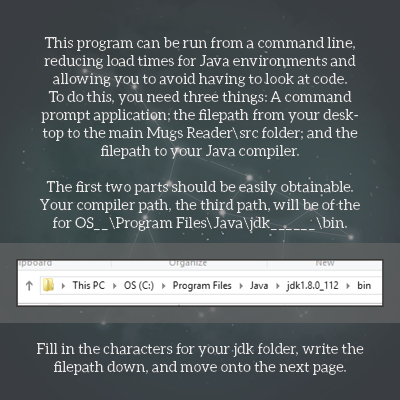 This program can be run from a command line,
reducing load times for Java environments and
allowing you to avoid having to look at code.
To do this, you need three things: A command
prompt application; the filepath from your desk-
top to the main Mugs Reader\src folder; and the
filepath to your Java compiler.
The first two parts should be easily obtainable.
Your compiler path, the third path, will be of the
for OS__\Program Files\Java\jdk______\bin.
ipboard Organize New
This PC OS (C:) Program Files Java jdk1.8.0_112 bin
Fill in the characters for your jdk folder, write the
filepath down, and move onto the next page.